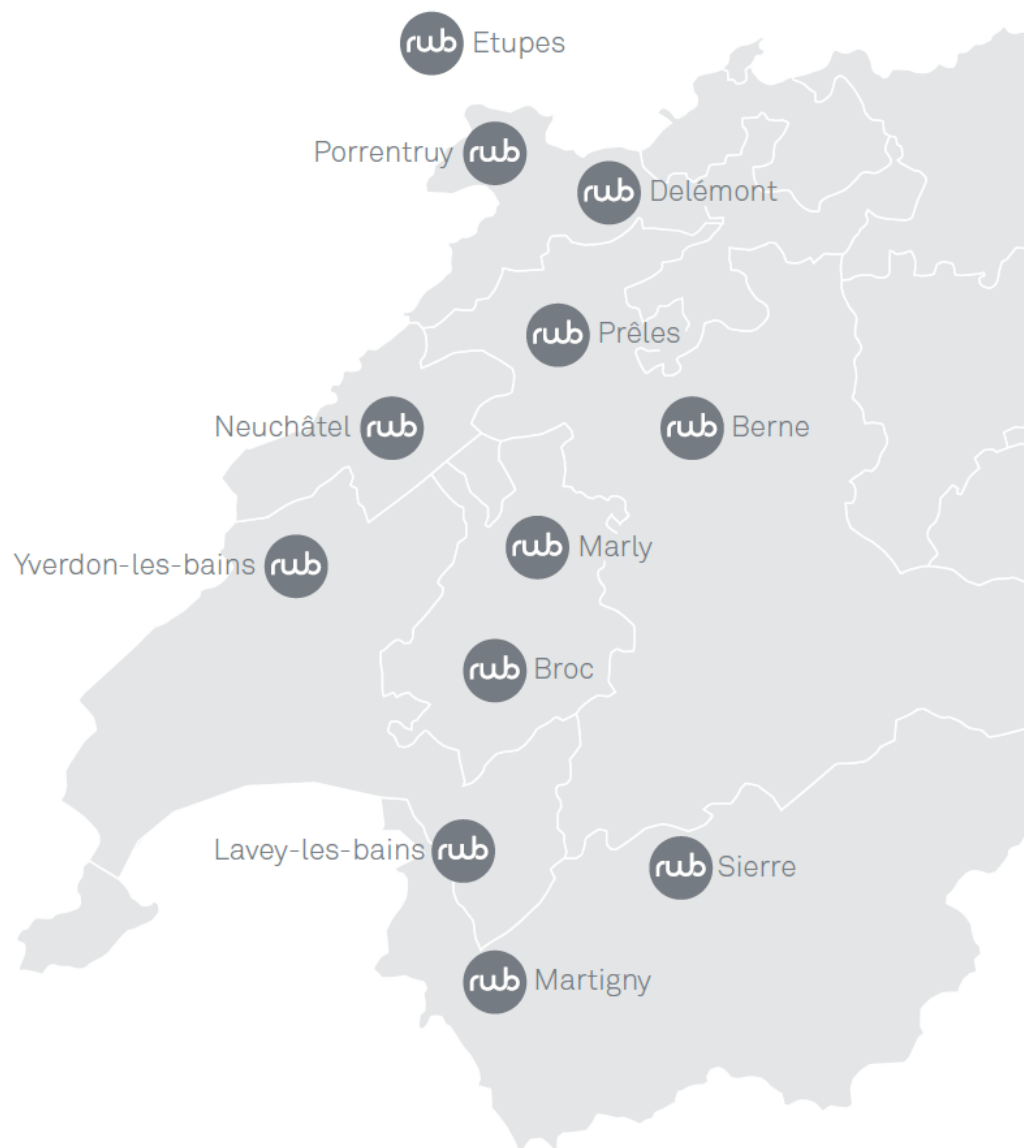 rwb Etupes
Porrentruy rwb
rwb Delémont
rwb Prêles
Neuchâtel rwb
rwb Berne
rwb Marly
Yverdon-les-bains rwb
rwb Broc
Lavey-les-bains rwb
rwb Sierre
rwb Martigny